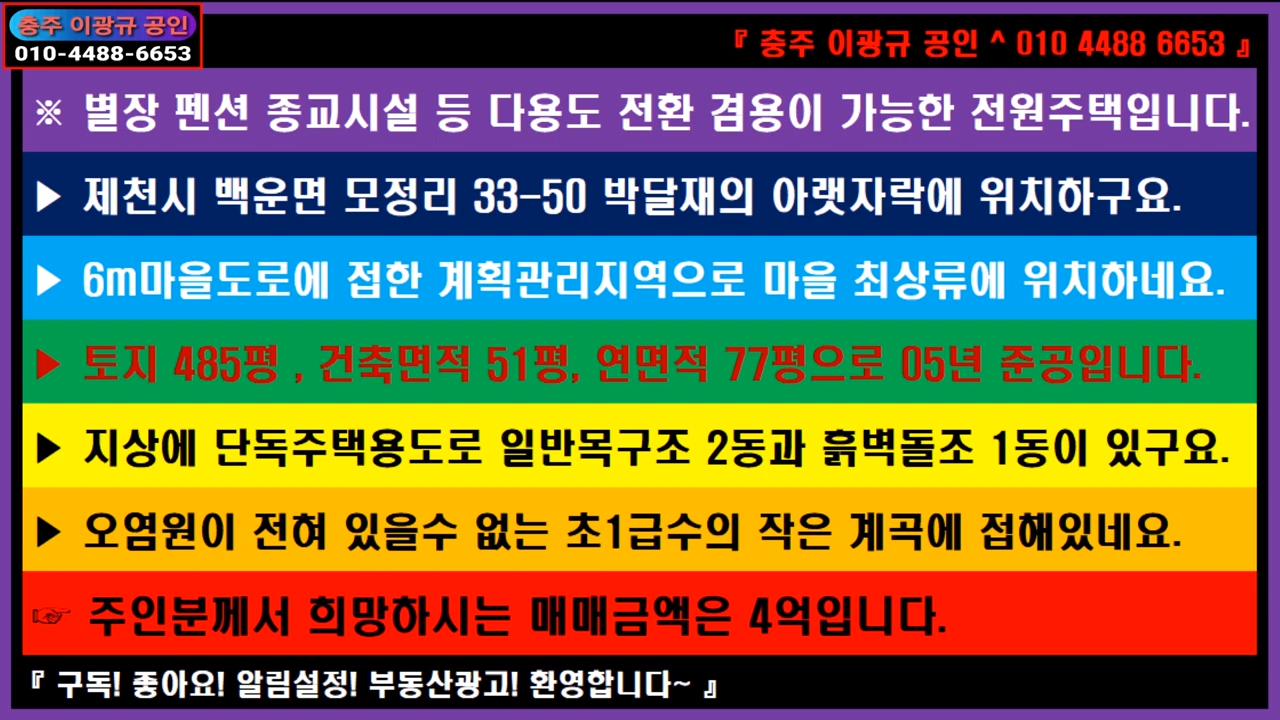 충주 이광규 공인
010-4488-6653
『 충주 이광규 공인 ^ 010 4488 6653 』
※ 별장 펜션 종교시설 등 다용도 전환 겸용이 가능한 전원주택입니다.
▶ 제천시 백운면 모정리 33-50 박달재의 아랫자락에 위치하구요.
▶ 6m마을도로에 접한 계획관리지역으로 마을 최상류에 위치하네요.
▶ 토지 485평 , 건축면적 51평, 연면적 77평으로 05년 준공입니다.
▶ 지상에 단독주택용도로 일반목구조 2동과 흙벽돌조 1동이 있구요.
▶ 오염원이 전혀 있을수 없는 초1급수의 작은 계곡에 접해있네요.
☞ 주인분께서 희망하시는 매매금액은 4억입니다.
『 구독! 좋아요! 알림설정! 부동산광고! 환영합니다~ 』